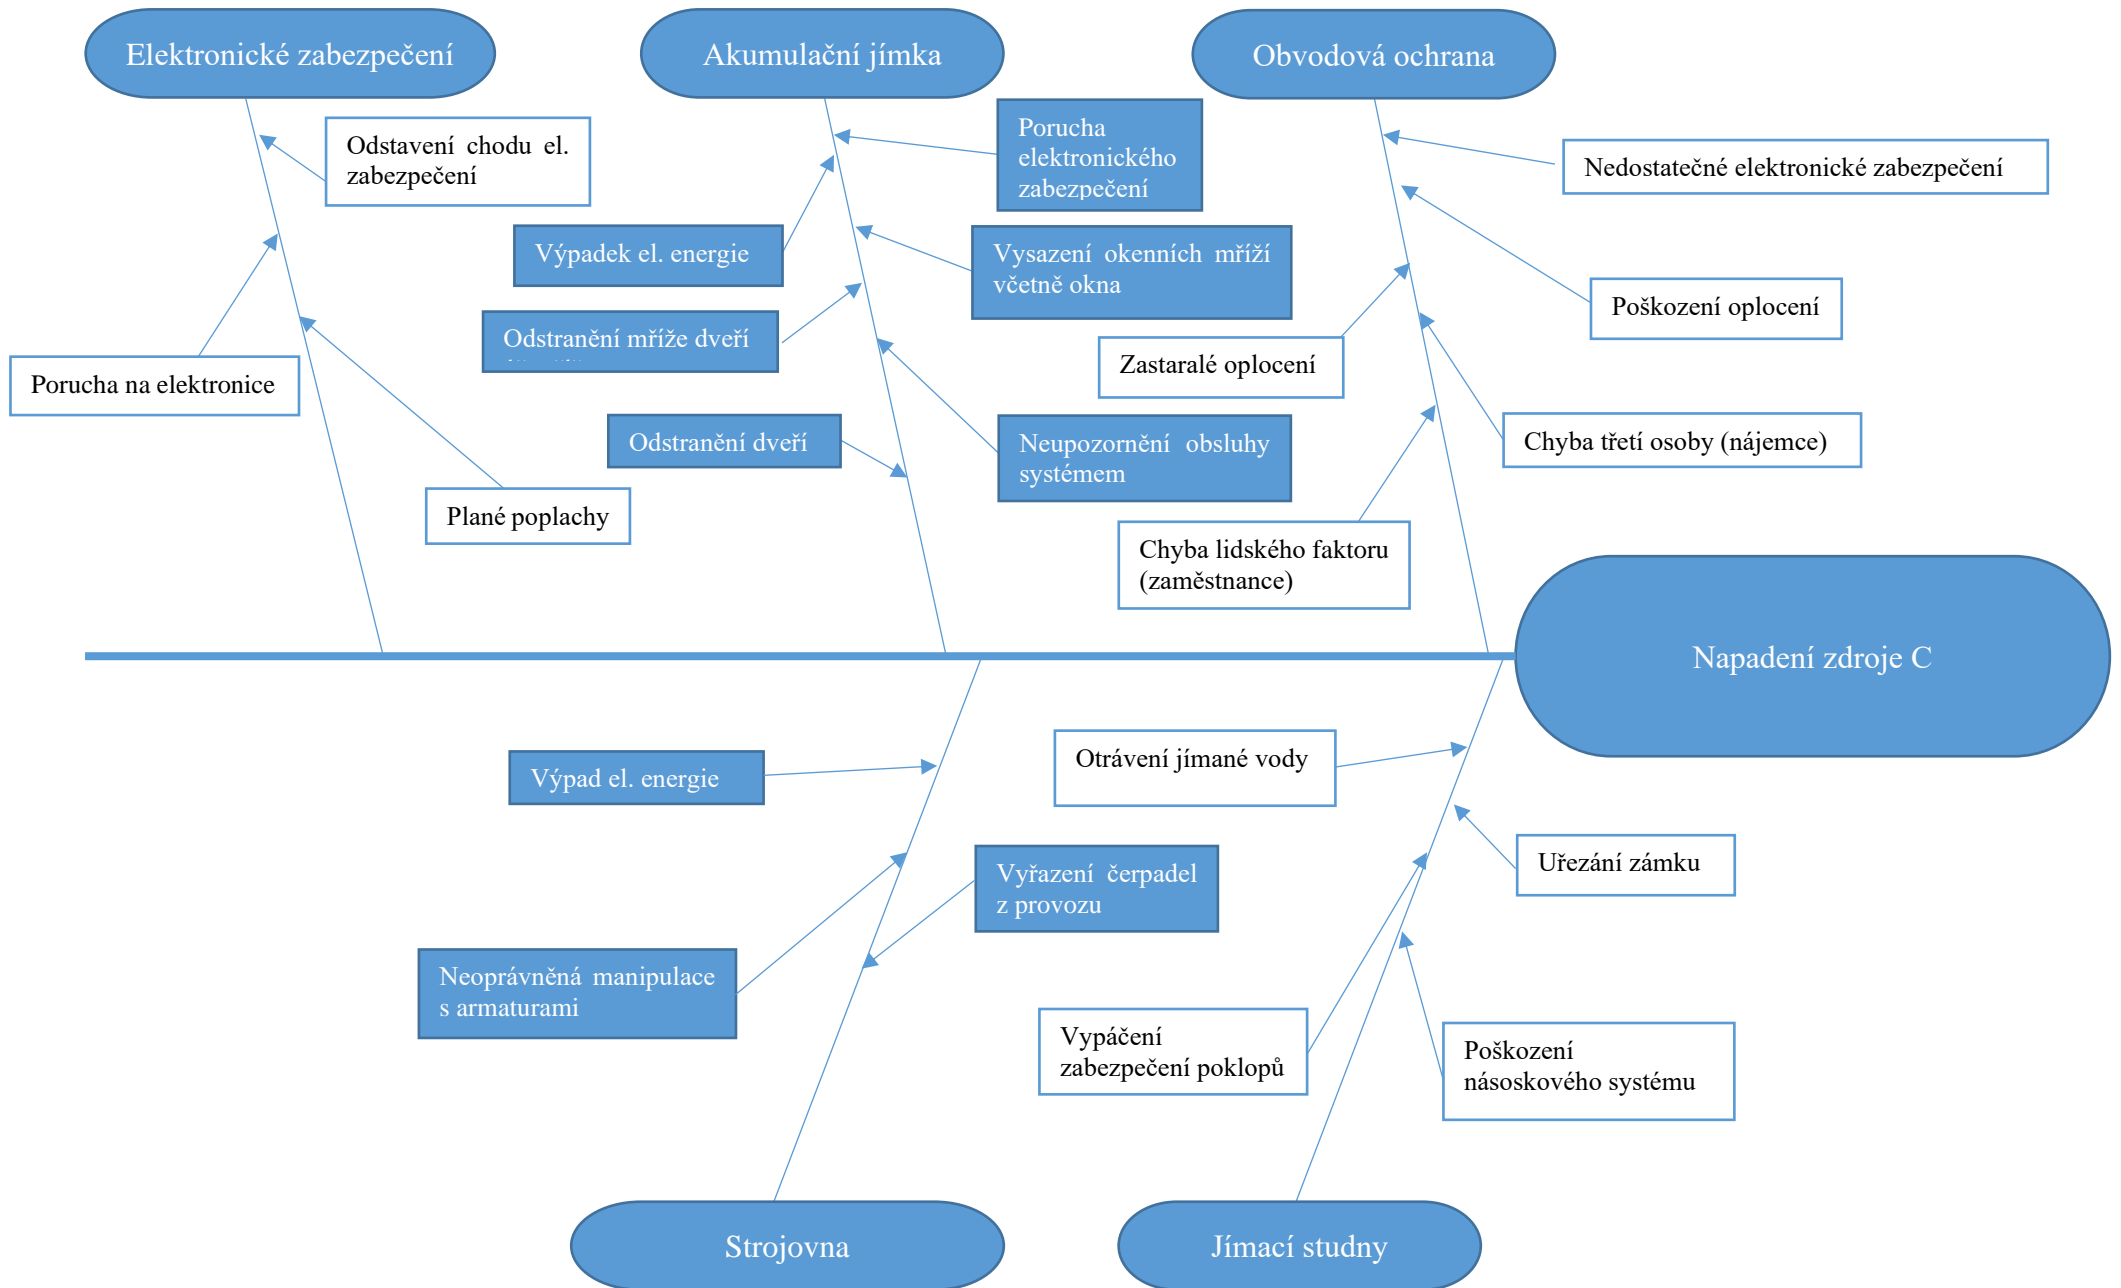 Elektronické zabezpečení
Akumulační jímka
Obvodová ochrana
Odstavení chodu el.
zabezpečení
Porucha
elektronického
zabezpečení
Nedostatečné elektronické zabezpečení
Výpadek el. energie
Vysazení okenních mříží
včetně okna
Poškození oplocení
Odstranění mříže dveří
Zastaralé oplocení
Porucha na elektronice
Odstranění dveří
Neupozornění obsluhy
systémem
Chyba třetí osoby (nájemce)
Plané poplachy
Chyba lidského faktoru
(zaměstnance)
Napadení zdroje C
Výpad el. energie
Otrávení jímané vody
Uřezání zámku
Vyřazení čerpadel
z provozu
Neoprávněná manipulace
s armaturami
Vypáčení
zabezpečení poklopů
Poškození
násoskového systému
Strojovna
Jímací studny